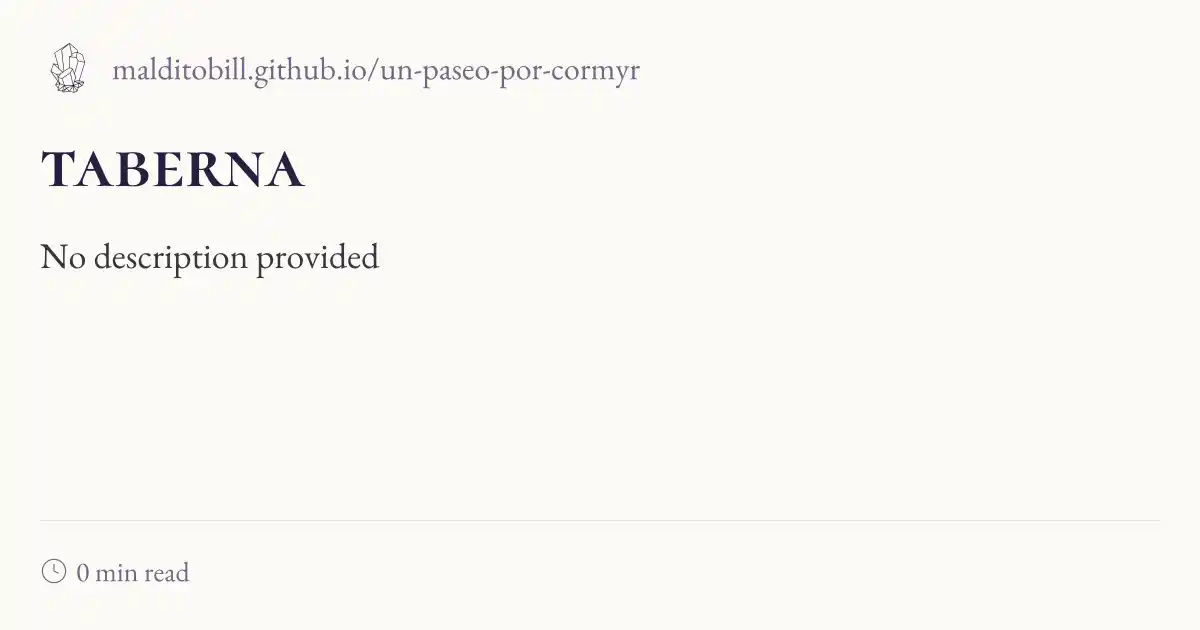 malditobill.github.io/un-paseo-por-cormyr
TABERNA
No description provided
0 min read